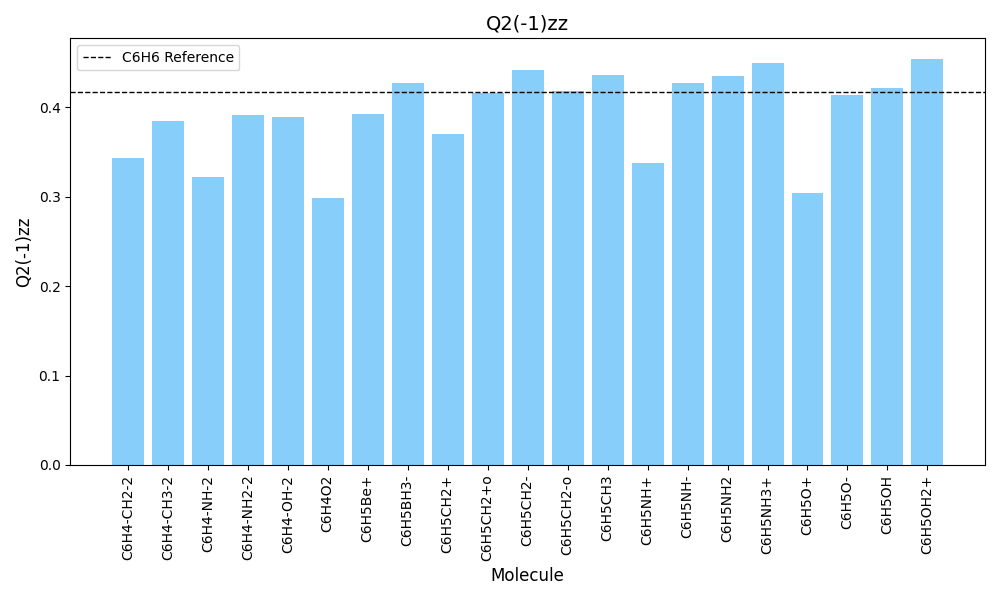 Q2(-1)zz
C6H6 Reference
Q2(-1)zz
0.4
0.3
0.2
0.1
0.0
C6H4-CH2-2
C6H4-CH3-2
C6H4-NH-2
C6H4-NH2-2
C6H4-OH-2
C6H4O2
C6H5Be+
C6H5BH3-
C6H5CH2+
C6H5CH2+o
C6H5CH2-
C6H5CH2-o
C6H5CH3
C6H5NH+
C6H5NH-
C6H5NH2
C6H5NH3+
C6H5O+
C6H5O-
C6H5OH
C6H5OH2+
Molecule